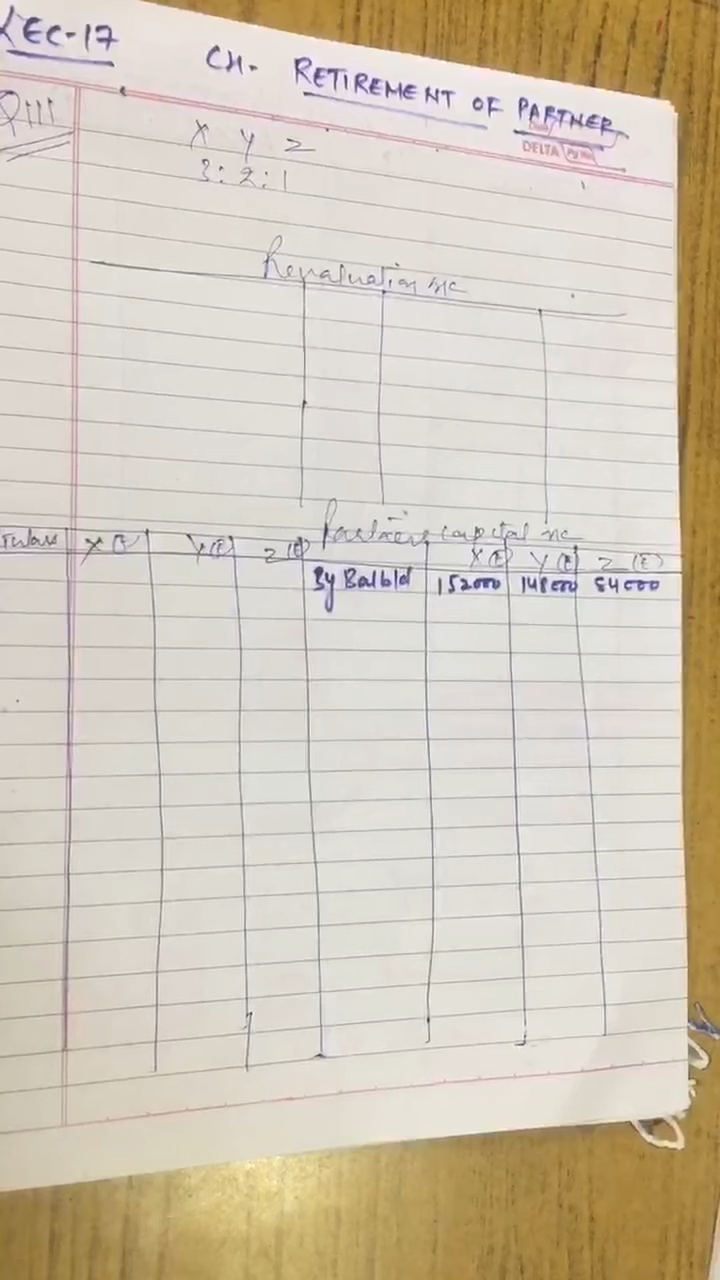 LEC-17 CH- RETIREMENT OF PARTNER
DELTA
X Y Z
3:2:1
Revaluation A/c
Partners capital A/c
X (₹) Y (₹) Z (₹) X (₹) Y (₹) Z (₹)
By Bal b/d 152000 148000 84000